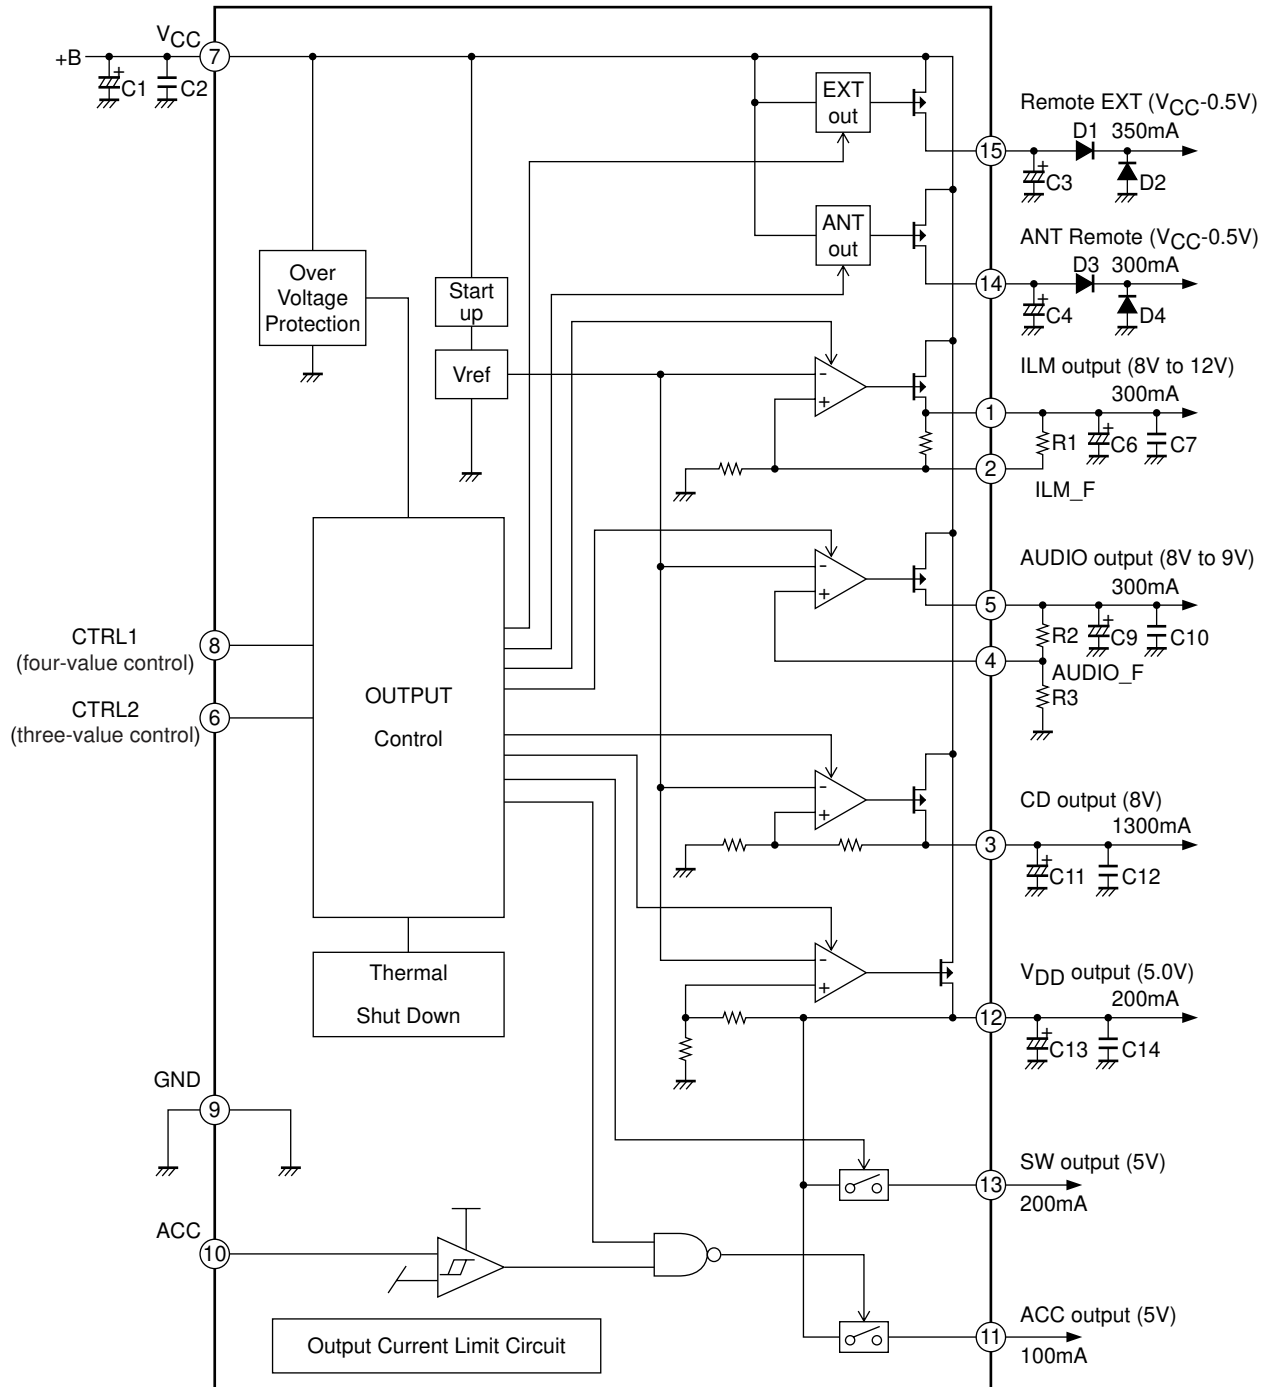 VCC
+B
7
C1
C2
EXT
out
Remote EXT (VCC-0.5V)
D1
350mA
15
C3
D2
ANT
out
ANT Remote (VCC-0.5V)
D3
300mA
14
C4
D4
Over
Voltage
Protection
Start
up
Vref
ILM output (8V to 12V)
300mA
-
+
1
R1
C6
C7
2
ILM_F
AUDIO output (8V to 9V)
300mA
-
+
5
R2
C9
C10
4
AUDIO_F
R3
CTRL1
(four-value control)
8
CTRL2
(three-value control)
6
OUTPUT
Control
CD output (8V)
1300mA
-
+
3
C11
C12
Thermal
Shut Down
VDD output (5.0V)
200mA
-
+
12
C13
C14
GND
9
SW output (5V)
13
200mA
ACC
10
ACC output (5V)
11
100mA
Output Current Limit Circuit